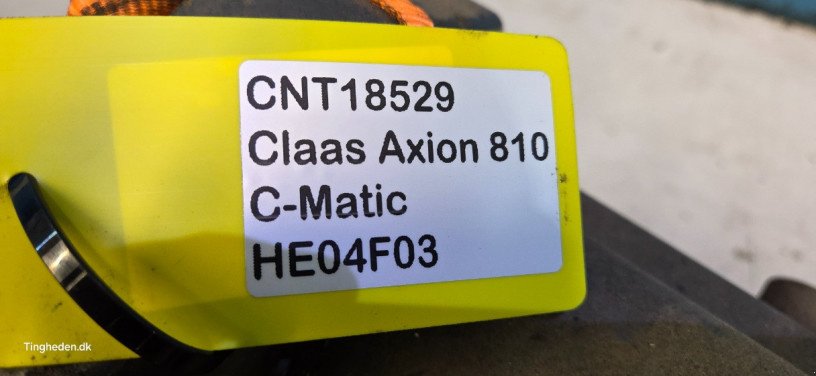 CNT18529
Claas Axion 810
C-Matic
HE04F03
Tingheden.dk